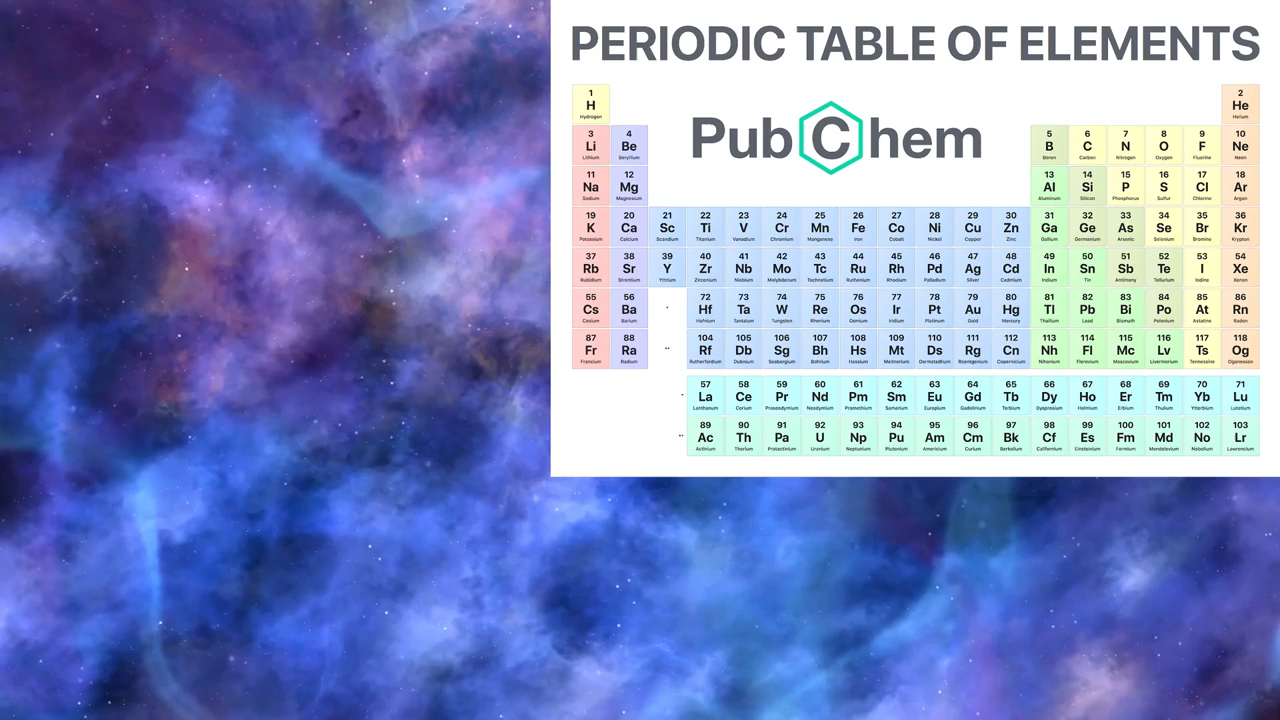 PERIODIC TABLE OF ELEMENTS
PubChem
1 2
H He
Hydrogen Helium
3 4 5 6 7 8 9 10
Li Be B C N O F Ne
Lithium Beryllium Boron Carbon Nitrogen Oxygen Fluorine Neon
11 12 13 14 15 16 17 18
Na Mg Al Si P S Cl Ar
Sodium Magnesium Aluminum Silicon Phosphorus Sulfur Chlorine Argon
19 20 21 22 23 24 25 26 27 28 29 30 31 32 33 34 35 36
K Ca Sc Ti V Cr Mn Fe Co Ni Cu Zn Ga Ge As Se Br Kr
Potassium Calcium Scandium Titanium Vanadium Chromium Manganese Iron Cobalt Nickel Copper Zinc Gallium Germanium Arsenic Selenium Bromine Krypton
37 38 39 40 41 42 43 44 45 46 47 48 49 50 51 52 53 54
Rb Sr Y Zr Nb Mo Tc Ru Rh Pd Ag Cd In Sn Sb Te I Xe
Rubidium Strontium Yttrium Zirconium Niobium Molybdenum Technetium Ruthenium Rhodium Palladium Silver Cadmium Indium Tin Antimony Tellurium Iodine Xenon
55 56 * 72 73 74 75 76 77 78 79 80 81 82 83 84 85 86
Cs Ba Hf Ta W Re Os Ir Pt Au Hg Tl Pb Bi Po At Rn
Cesium Barium Hafnium Tantalum Tungsten Rhenium Osmium Iridium Platinum Gold Mercury Thallium Lead Bismuth Polonium Astatine Radon
87 88 ** 104 105 106 107 108 109 110 111 112 113 114 115 116 117 118
Fr Ra Rf Db Sg Bh Hs Mt Ds Rg Cn Nh Fl Mc Lv Ts Og
Francium Radium Rutherfordium Dubnium Seaborgium Bohrium Hassium Meitnerium Darmstadtium Roentgenium Copernicium Nihonium Flerovium Moscovium Livermorium Tennessine Oganesson
* 57 58 59 60 61 62 63 64 65 66 67 68 69 70 71
La Ce Pr Nd Pm Sm Eu Gd Tb Dy Ho Er Tm Yb Lu
Lanthanum Cerium Praseodymium Neodymium Promethium Samarium Europium Gadolinium Terbium Dysprosium Holmium Erbium Thulium Ytterbium Lutetium
** 89 90 91 92 93 94 95 96 97 98 99 100 101 102 103
Ac Th Pa U Np Pu Am Cm Bk Cf Es Fm Md No Lr
Actinium Thorium Protactinium Uranium Neptunium Plutonium Americium Curium Berkelium Californium Einsteinium Fermium Mendelevium Nobelium Lawrencium